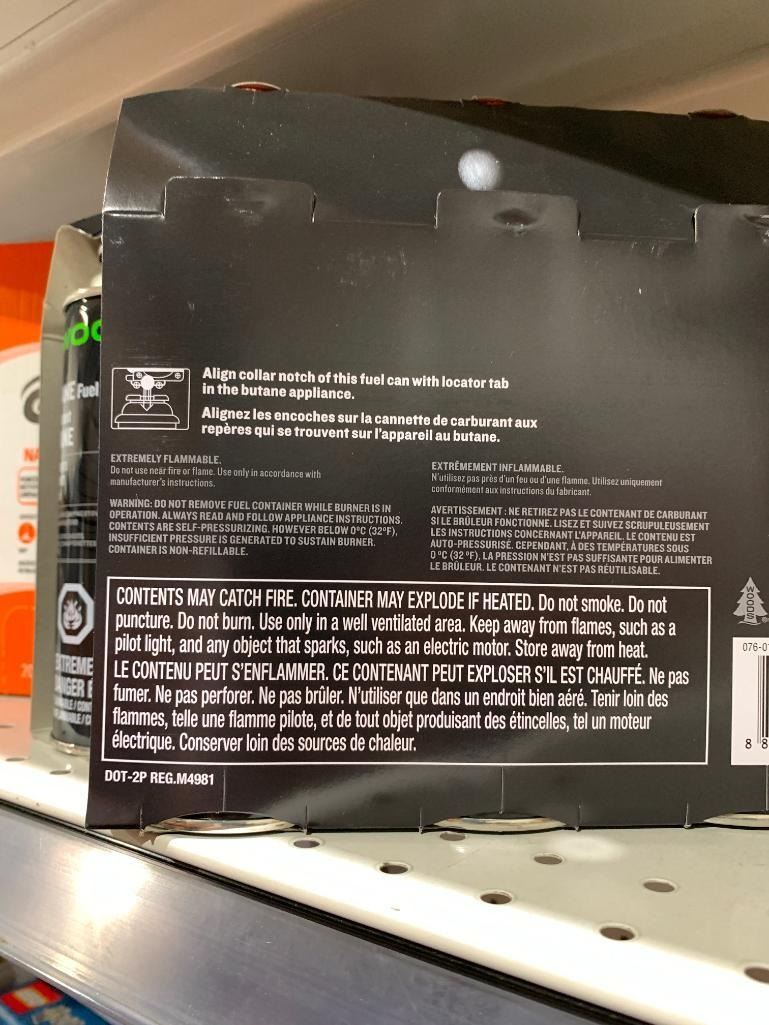 Align collar notch of this fuel can with locator tab
in the butane appliance.
Alignez les encoches sur la cannette de carburant aux
repères qui se trouvent sur l'appareil au butane.
EXTREMELY FLAMMABLE.
Do not use near fire or flame. Use only in accordance with
manufacturer's instructions.
WARNING: DO NOT REMOVE FUEL CONTAINER WHILE BURNER IS IN
OPERATION. ALWAYS READ AND FOLLOW APPLIANCE INSTRUCTIONS.
CONTENTS ARE SELF-PRESSURIZING. HOWEVER BELOW 0°C (32°F),
INSUFFICIENT PRESSURE IS GENERATED TO SUSTAIN BURNER.
CONTAINER IS NON-REFILLABLE.
EXTRÊMEMENT INFLAMMABLE.
N'utilisez pas près d'un feu ou d'une flamme. Utilisez uniquement
conformément aux instructions du fabricant.
AVERTISSEMENT : NE RETIREZ PAS LE CONTENANT DE CARBURANT
SI LE BRÛLEUR FONCTIONNE. LISEZ ET SUIVEZ SCRUPULEUSEMENT
LES INSTRUCTIONS CONCERNANT L'APPAREIL. LE CONTENU EST
AUTO-PRESSURISÉ. CEPENDANT, À DES TEMPÉRATURES SOUS
0 °C (32 °F), LA PRESSION N'EST PAS SUFFISANTE POUR ALIMENTER
LE BRÛLEUR. LE CONTENANT N'EST PAS RÉUTILISABLE.
CONTENTS MAY CATCH FIRE. CONTAINER MAY EXPLODE IF HEATED. Do not smoke. Do not
puncture. Do not burn. Use only in a well ventilated area. Keep away from flames, such as a
pilot light, and any object that sparks, such as an electric motor. Store away from heat.
LE CONTENU PEUT S'ENFLAMMER. CE CONTENANT PEUT EXPLOSER S'IL EST CHAUFFÉ. Ne pas
fumer. Ne pas perforer. Ne pas brûler. N'utiliser que dans un endroit bien aéré. Tenir loin des
flammes, telle une flamme pilote, et de tout objet produisant des étincelles, tel un moteur
électrique. Conserver loin des sources de chaleur.
DOT-2P REG.M4981
WOODS
076-0
8 8
Fuel